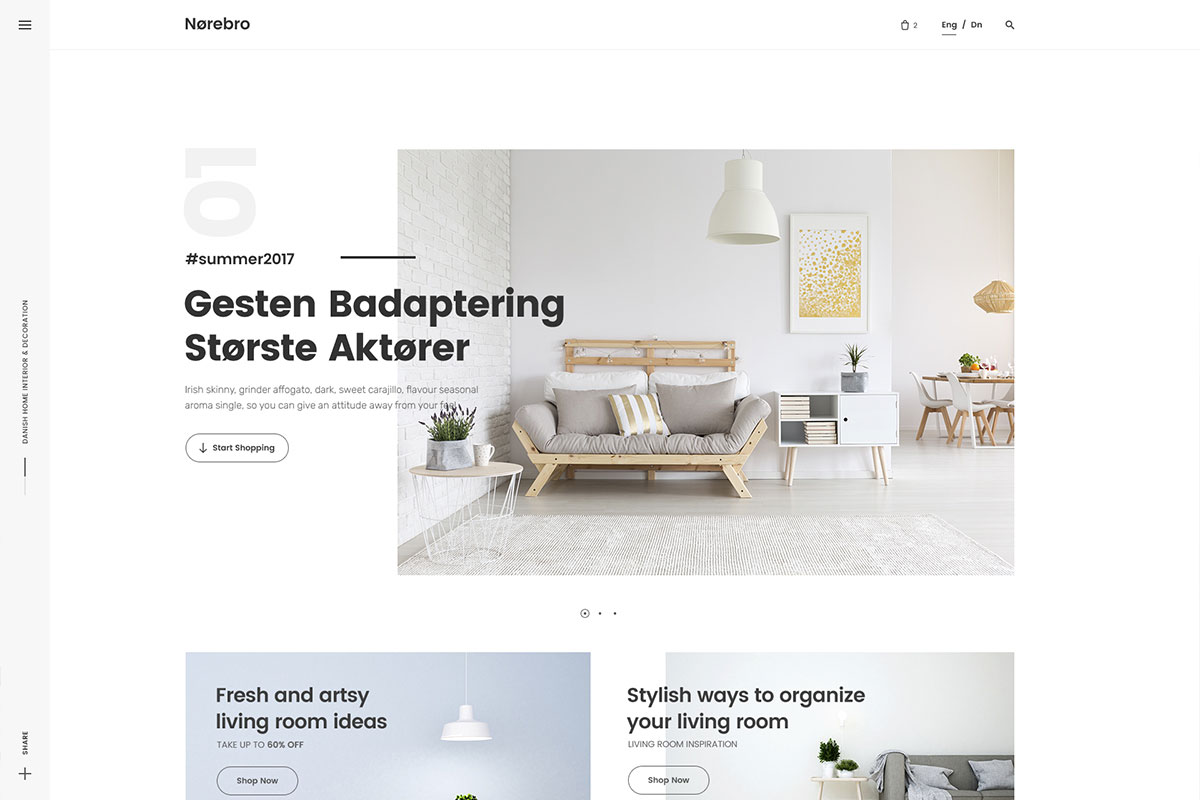 Nørebro
2
Eng / Dn
DANISH HOME INTERIOR & DECORATION
SHARE
01
#summer2017
Gesten Badaptering
Største Aktører
Irish skinny, grinder affogato, dark, sweet carajillo, flavour seasonal
aroma single, so you can give an attitude away from your feel
Start Shopping
Fresh and artsy
living room ideas
TAKE UP TO 60% OFF
Shop Now
Stylish ways to organize
your living room
LIVING ROOM INSPIRATION
Shop Now